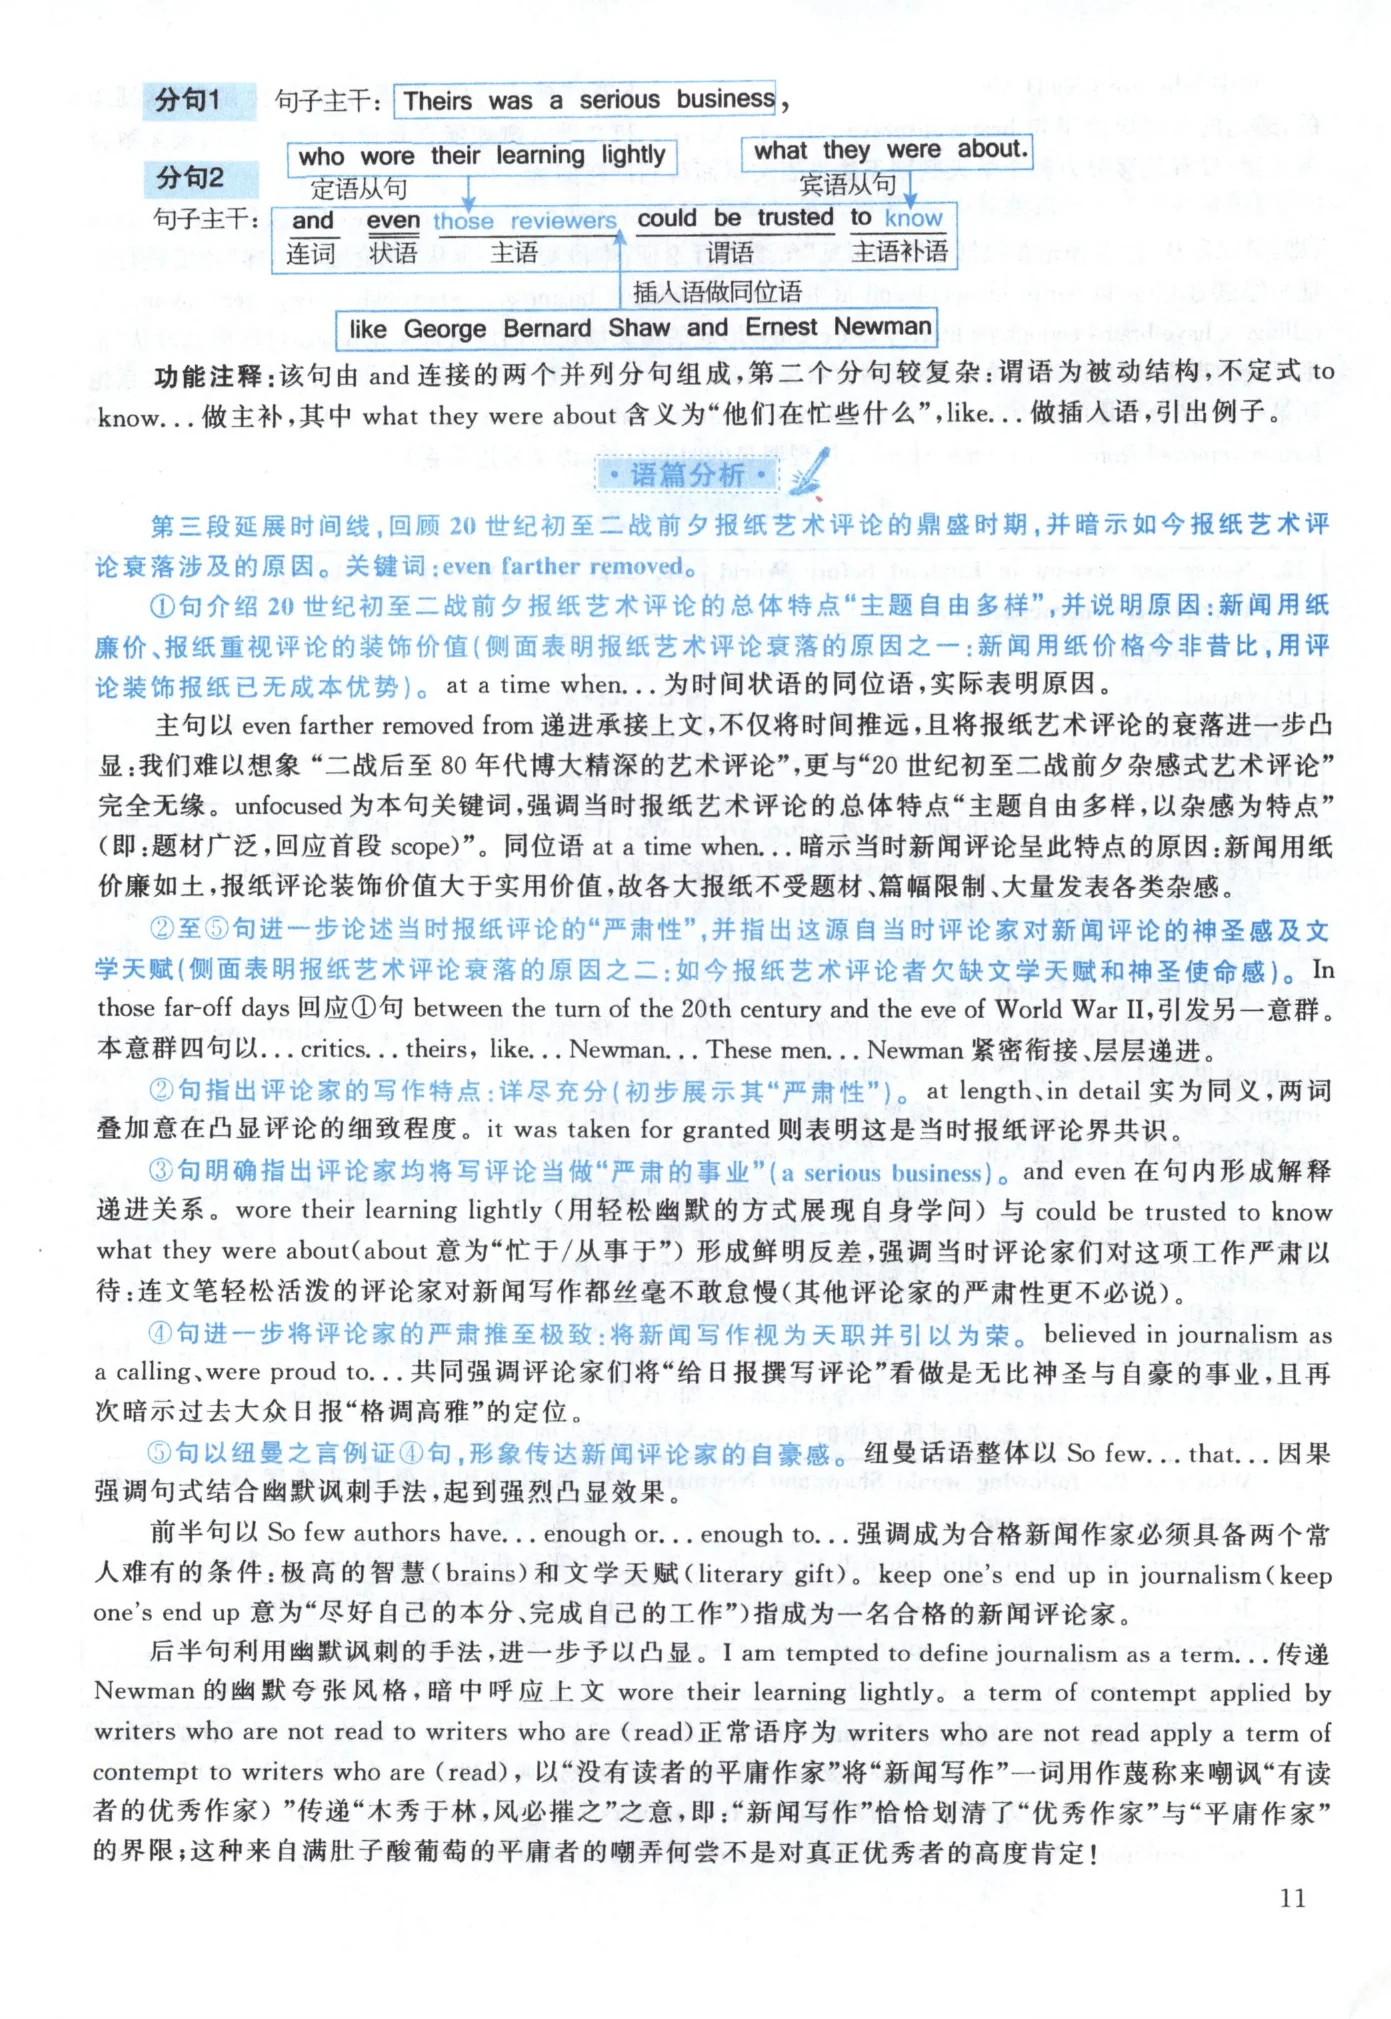 分句1 句子主干: Theirs was a serious business,
who wore their learning lightly what they were about.
分句2 定语从句 宾语从句
句子主干: and even those reviewers could be trusted to know
连词 状语 主语 谓语 主语补语
插入语做同位语
like George Bernard Shaw and Ernest Newman
功能注释:该句由 and 连接的两个并列分句组成,第二个分句较复杂:谓语为被动结构,不定式 to
know...做主补,其中 what they were about 含义为“他们在忙些什么”,like...做插入语,引出例子。
·语篇分析·
第三段延展时间线,回顾 20 世纪初至二战前夕报纸艺术评论的鼎盛时期,并暗示如今报纸艺术评
论衰落涉及的原因。关键词:even farther removed。
①句介绍 20 世纪初至二战前夕报纸艺术评论的总体特点“主题自由多样”,并说明原因:新闻用纸
廉价、报纸重视评论的装饰价值(侧面表明报纸艺术评论衰落的原因之一:新闻用纸价格今非昔比,用评
论装饰报纸已无成本优势)。at a time when...为时间状语的同位语,实际表明原因。
主句以 even farther removed from 递进承接上文,不仅将时间推远,且将报纸艺术评论的衰落进一步凸
显:我们难以想象 “二战后至 80 年代博大精深的艺术评论”,更与“20 世纪初至二战前夕杂感式艺术评论”
完全无缘。unfocused 为本句关键词,强调当时报纸艺术评论的总体特点“主题自由多样,以杂感为特点”
(即:题材广泛,回应首段 scope)”。同位语 at a time when...暗示当时新闻评论呈此特点的原因:新闻用纸
价廉如土,报纸评论装饰价值大于实用价值,故各大报纸不受题材、篇幅限制、大量发表各类杂感。
②至⑤句进一步论述当时报纸评论的“严肃性”,并指出这源自当时评论家对新闻评论的神圣感及文
学天赋(侧面表明报纸艺术评论衰落的原因之二:如今报纸艺术评论者欠缺文学天赋和神圣使命感)。In
those far-off days 回应①句 between the turn of the 20th century and the eve of World War II,引发另一意群。
本意群四句以...critics...theirs, like...Newman...These men...Newman 紧密衔接、层层递进。
②句指出评论家的写作特点:详尽充分(初步展示其“严肃性”)。at length、in detail 实为同义,两词
叠加意在凸显评论的细致程度。it was taken for granted 则表明这是当时报纸评论界共识。
③句明确指出评论家均将写评论当做“严肃的事业”(a serious business)。and even 在句内形成解释
递进关系。wore their learning lightly (用轻松幽默的方式展现自身学问) 与 could be trusted to know
what they were about(about 意为“忙于/从事于”) 形成鲜明反差,强调当时评论家们对这项工作严肃以
待:连文笔轻松活泼的评论家对新闻写作都丝毫不敢怠慢(其他评论家的严肃性更不必说)。
④句进一步将评论家的严肃推至极致:将新闻写作视为天职并引以为荣。believed in journalism as
a calling、were proud to...共同强调评论家们将“给日报撰写评论”看做是无比神圣与自豪的事业,且再
次暗示过去大众日报“格调高雅”的定位。
⑤句以纽曼之言例证④句,形象传达新闻评论家的自豪感。纽曼话语整体以 So few...that...因果
强调句式结合幽默讽刺手法,起到强烈凸显效果。
前半句以 So few authors have...enough or...enough to...强调成为合格新闻作家必须具备两个常
人难有的条件:极高的智慧(brains)和文学天赋(literary gift)。keep one's end up in journalism(keep
one's end up 意为“尽好自己的本分、完成自己的工作”)指成为一名合格的新闻评论家。
后半句利用幽默讽刺的手法,进一步予以凸显。I am tempted to define journalism as a term...传递
Newman 的幽默夸张风格,暗中呼应上文 wore their learning lightly。a term of contempt applied by
writers who are not read to writers who are (read)正常语序为 writers who are not read apply a term of
contempt to writers who are (read), 以“没有读者的平庸作家”将“新闻写作”一词用作蔑称来嘲讽“有读
者的优秀作家) ”传递“木秀于林,风必摧之”之意,即:“新闻写作”恰恰划清了“优秀作家”与“平庸作家”
的界限;这种来自满肚子酸葡萄的平庸者的嘲弄何尝不是对真正优秀者的高度肯定!
11